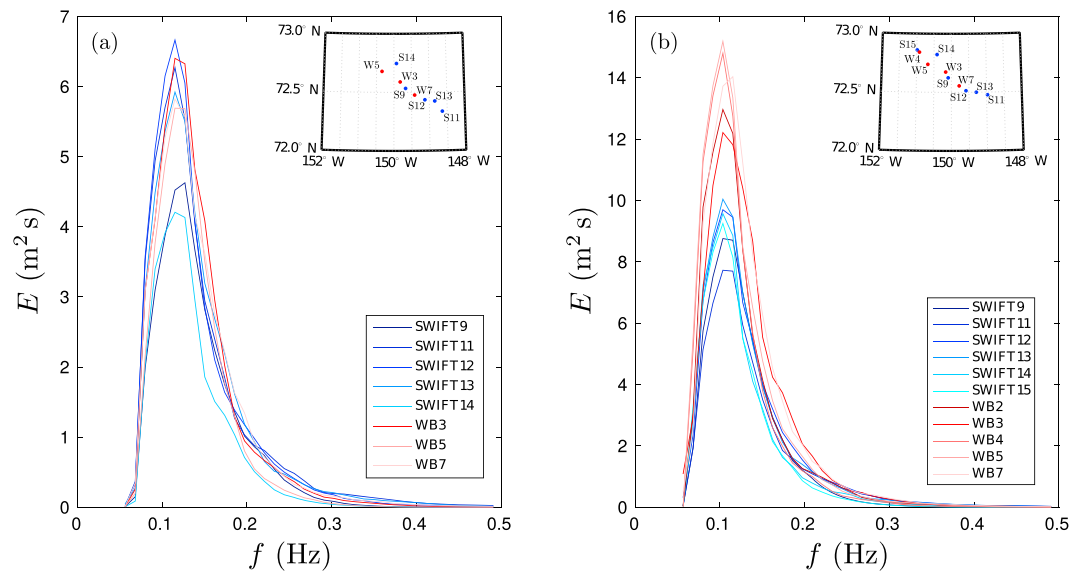 (a)
7
6
5
4
3
2
1
0
E (m² s)
0
0.1
0.2
0.3
0.4
0.5
f (Hz)
73.0° N
72.5° N
72.0° N
152° W
150° W
148° W
S14
W5
W3
S9
W7
S13
S12
S11
SWIFT9
SWIFT11
SWIFT12
SWIFT13
SWIFT14
WB3
WB5
WB7
(b)
16
14
12
10
8
6
4
2
0
E (m² s)
0
0.1
0.2
0.3
0.4
0.5
f (Hz)
73.0° N
72.5° N
72.0° N
152° W
150° W
148° W
S15
S14
W4
W5
W3
S9
W7
S13
S12
S11
SWIFT9
SWIFT11
SWIFT12
SWIFT13
SWIFT14
SWIFT15
WB2
WB3
WB4
WB5
WB7